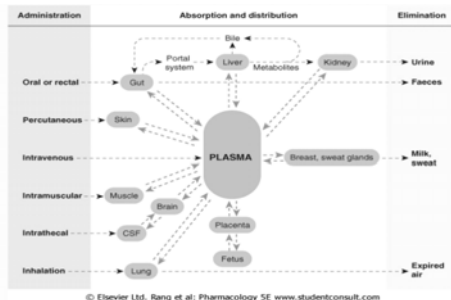 Administration
Absorption and distribution
Elimination
Bile
Portal
system
Liver
Metabolites
Kidney
Urine
Oral or rectal
Gut
Faeces
Percutaneous
Skin
Intravenous
PLASMA
Breast, sweat glands
Milk,
sweat
Intramuscular
Muscle
Brain
Placenta
Intrathecal
CSF
Fetus
Inhalation
Lung
Expired
air
© Elsevier Ltd. Rang et al: Pharmacology 5E www.studentconsult.com